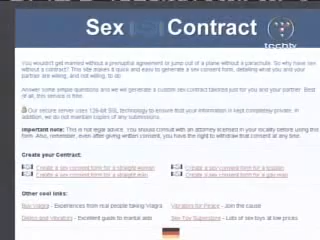 Sex Contract
techtv
You wouldn't get married without a prenuptial agreement or jump out of a plane without a parachute. So why have sex
without a contract? This site makes it quick and easy to generate a sex consent form, detailing what you and your
partner are willing, and not willing, to do.
Answer some simple questions and we will generate a custom sex contract tailored just for you and your partner. Best
of all, this service is free.
Our secure server uses 128-bit SSL technology to ensure that your information is kept completely private. In
addition, we do not maintain copies of any submissions.
Important note: This is not legal advice. You should consult with an attorney licensed in your locality before using this
form. Also, remember, even after giving written consent, you have the right to withdraw that consent at any time.
Create your Contract:
Create a sex consent form for a straight woman
Create a sex consent form for a lesbian
Create a sex consent form for a straight man
Create a sex consent form for a gay man
Other cool links:
Buy Viagra - Experiences from real people taking Viagra
Vibrators for Peace - Join the cause
Dildos and Vibrators - Excellent guide to marital aids
Sex Toy Superstore - Lots of sex toys at low prices